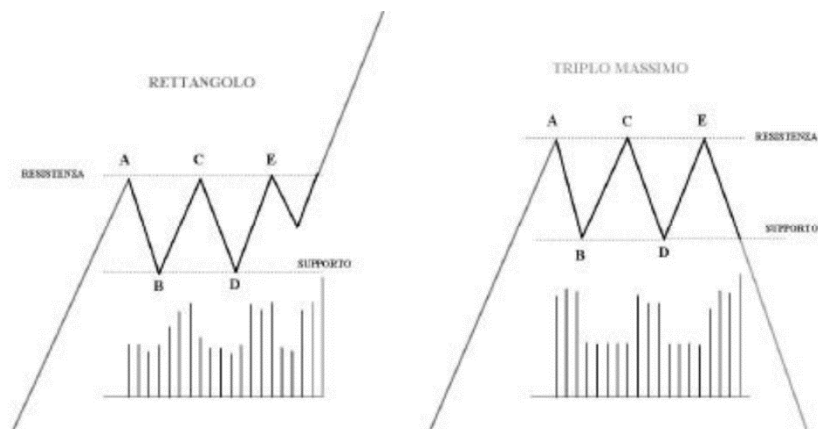 RETTANGOLO
A
C
E
RESISTENZA
SUPPORTO
B
D
TRIPLO MASSIMO
A
C
E
RESISTENZA
SUPPORTO
B
D